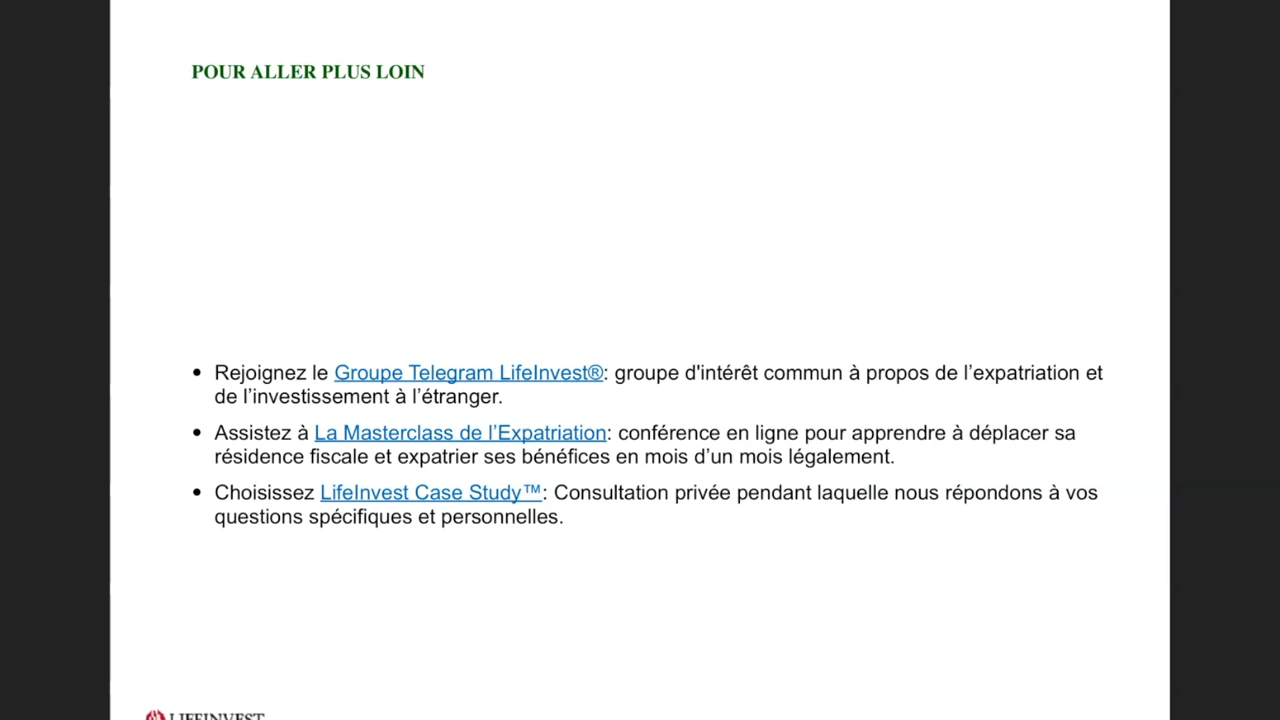 POUR ALLER PLUS LOIN
• Rejoignez le Groupe Telegram LifeInvest®: groupe d'intérêt commun à propos de l’expatriation et
de l’investissement à l’étranger.
• Assistez à La Masterclass de l’Expatriation: conférence en ligne pour apprendre à déplacer sa
résidence fiscale et expatrier ses bénéfices en mois d’un mois légalement.
• Choisissez LifeInvest Case Study™: Consultation privée pendant laquelle nous répondons à vos
questions spécifiques et personnelles.
LIFEINVEST